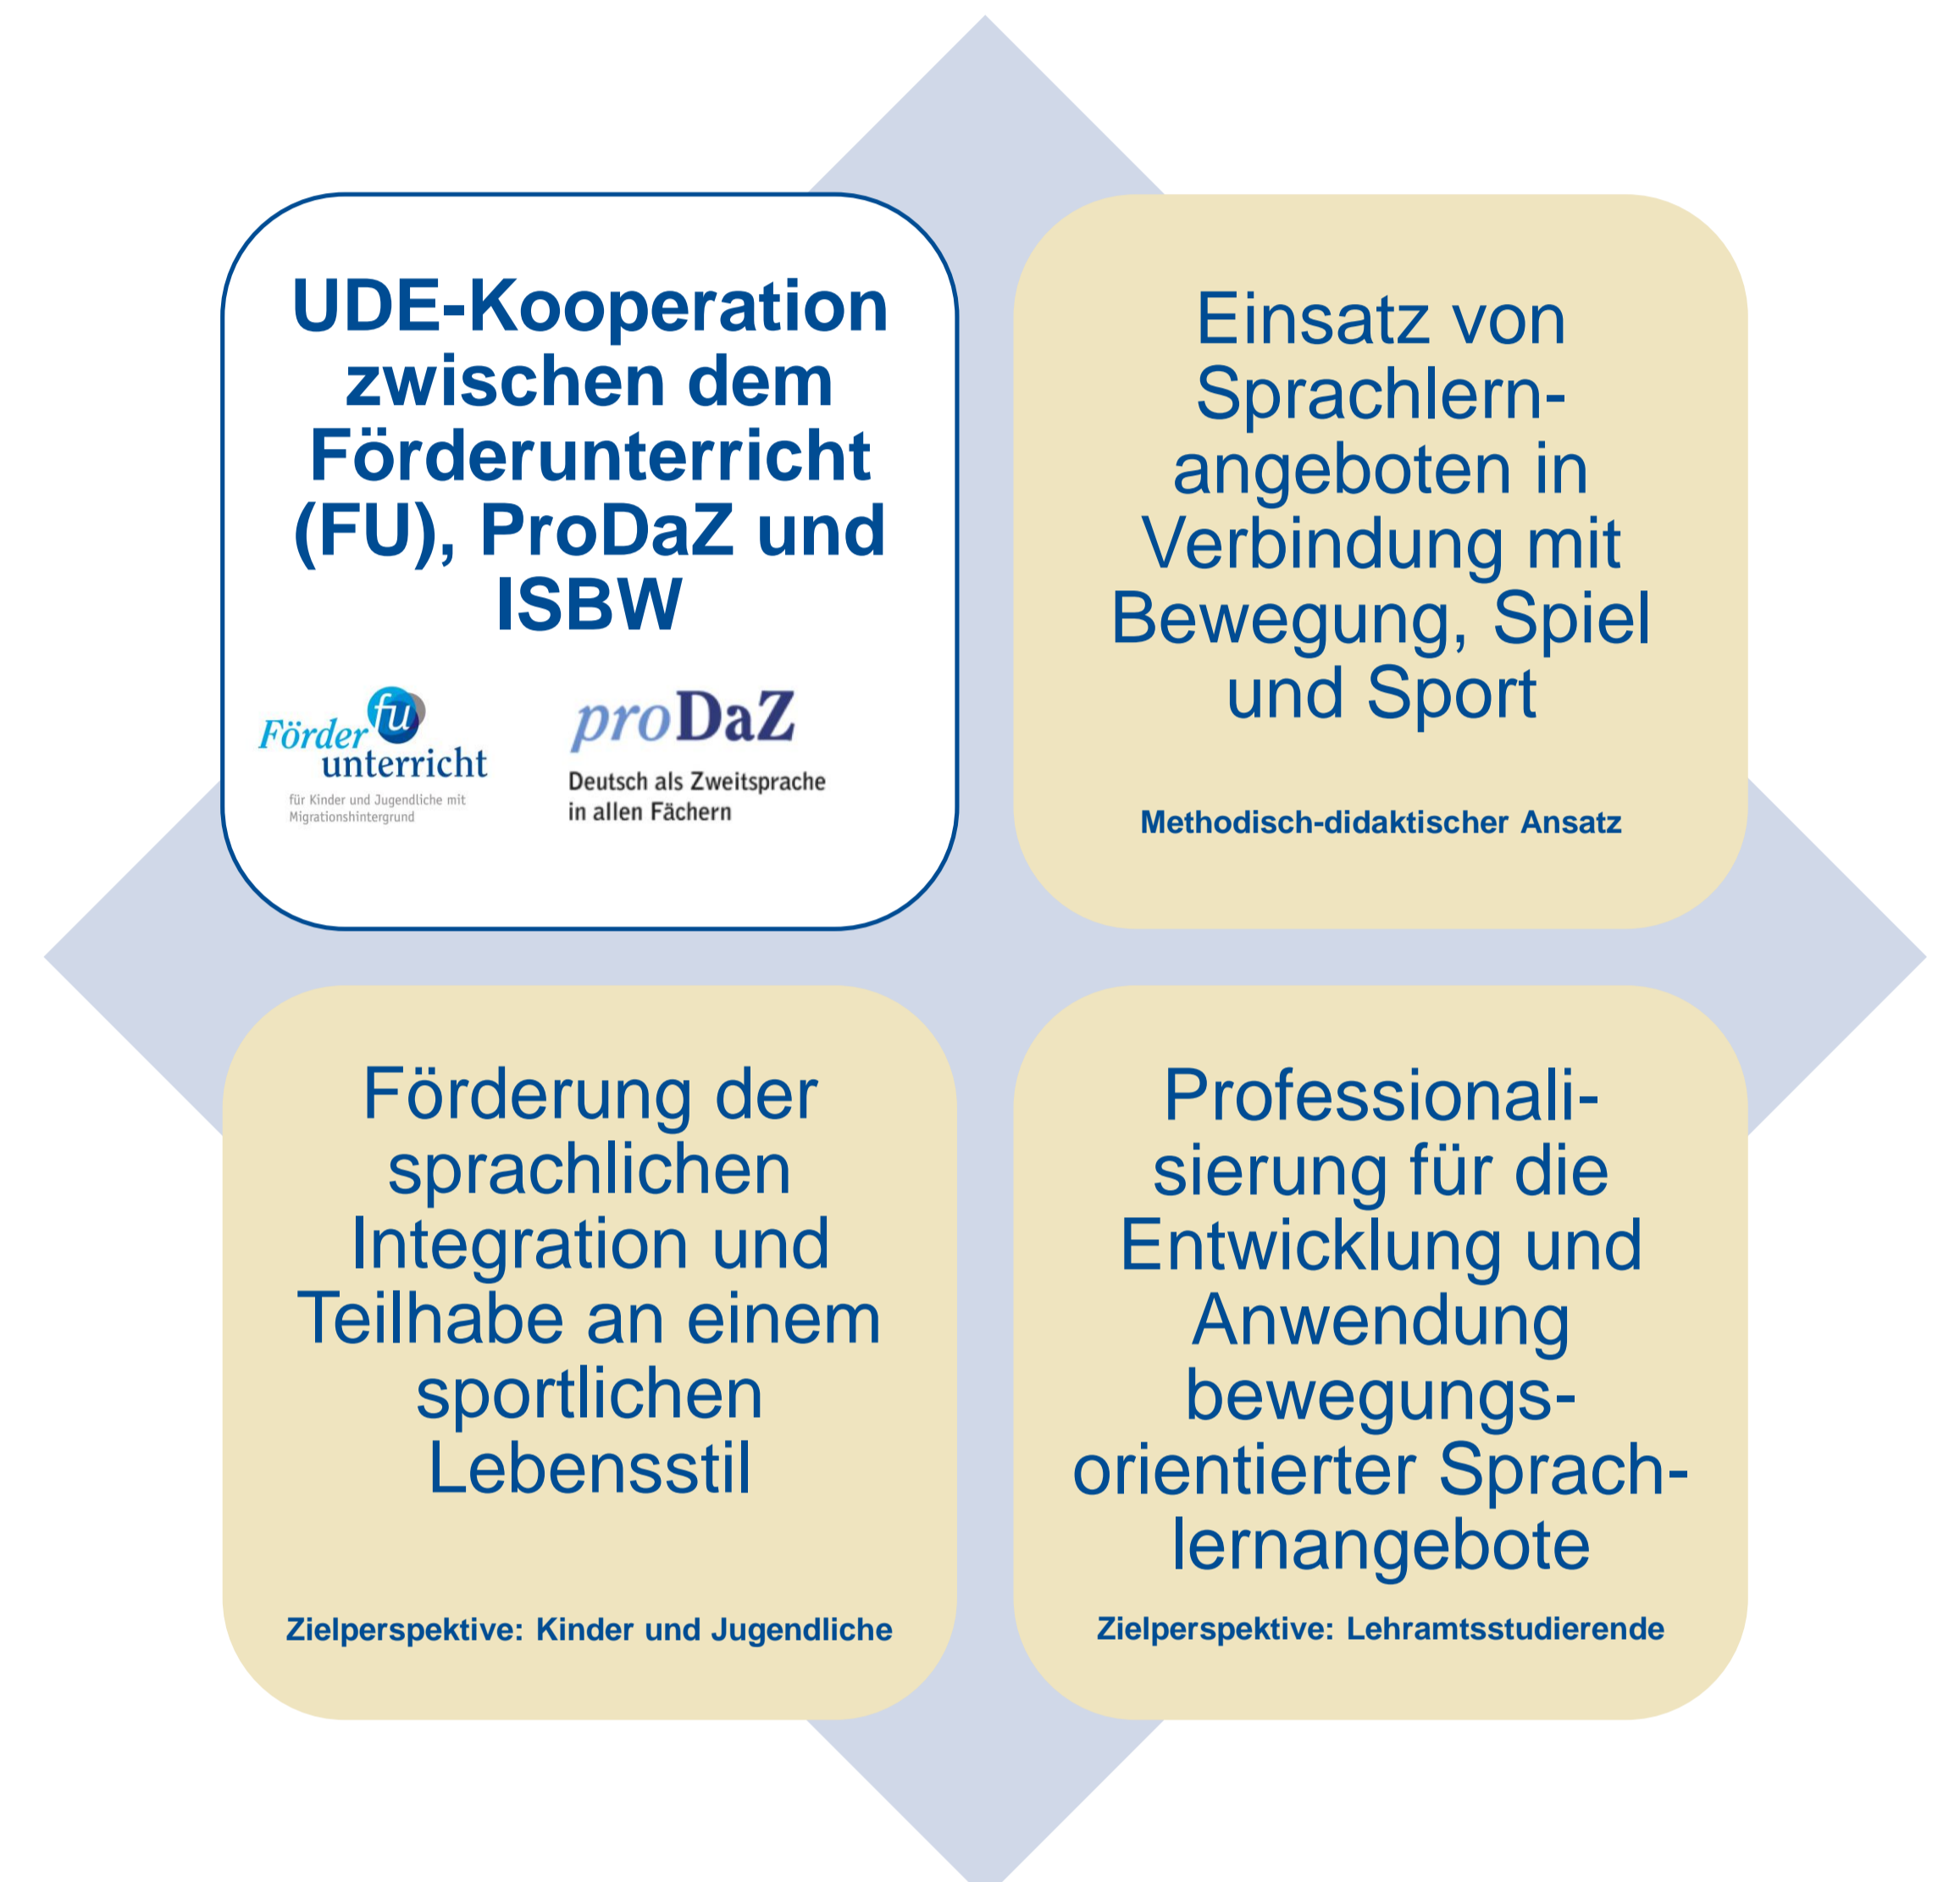 UDE-Kooperation
zwischen dem
Förderunterricht
(FU), ProDaZ und
ISBW
fu
Förder
unterricht
für Kinder und Jugendliche mit
Migrationshintergrund
proDaZ
Deutsch als Zweitsprache
in allen Fächern
Einsatz von
Sprachlern-
angeboten in
Verbindung mit
Bewegung, Spiel
und Sport
Methodisch-didaktischer Ansatz
Förderung der
sprachlichen
Integration und
Teilhabe an einem
sportlichen
Lebensstil
Zielperspektive: Kinder und Jugendliche
Professionali-
sierung für die
Entwicklung und
Anwendung
bewegungs-
orientierter Sprach-
lernangebote
Zielperspektive: Lehramtsstudierende